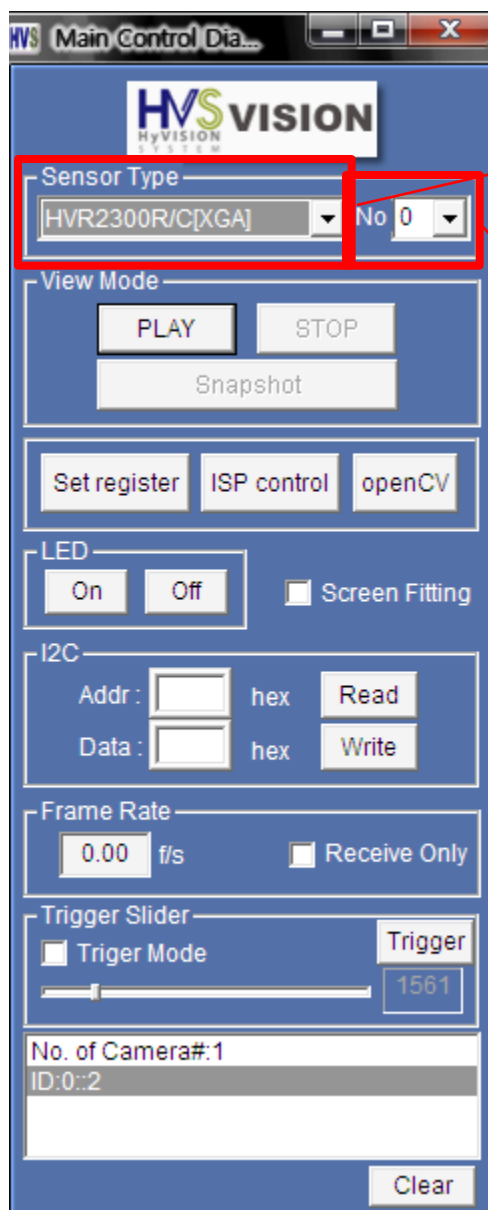 HVS Main Control Dia...
HVS VISION
HyVISION
SYSTEM
Sensor Type
HVR2300R/C[XGA] No 0
View Mode
PLAY STOP
Snapshot
Set register ISP control openCV
LED
On Off Screen Fitting
I2C
Addr : hex Read
Data : hex Write
Frame Rate
0.00 f/s Receive Only
Trigger Slider
Triger Mode Trigger
1561
No. of Camera#:1
ID:0::2
Clear